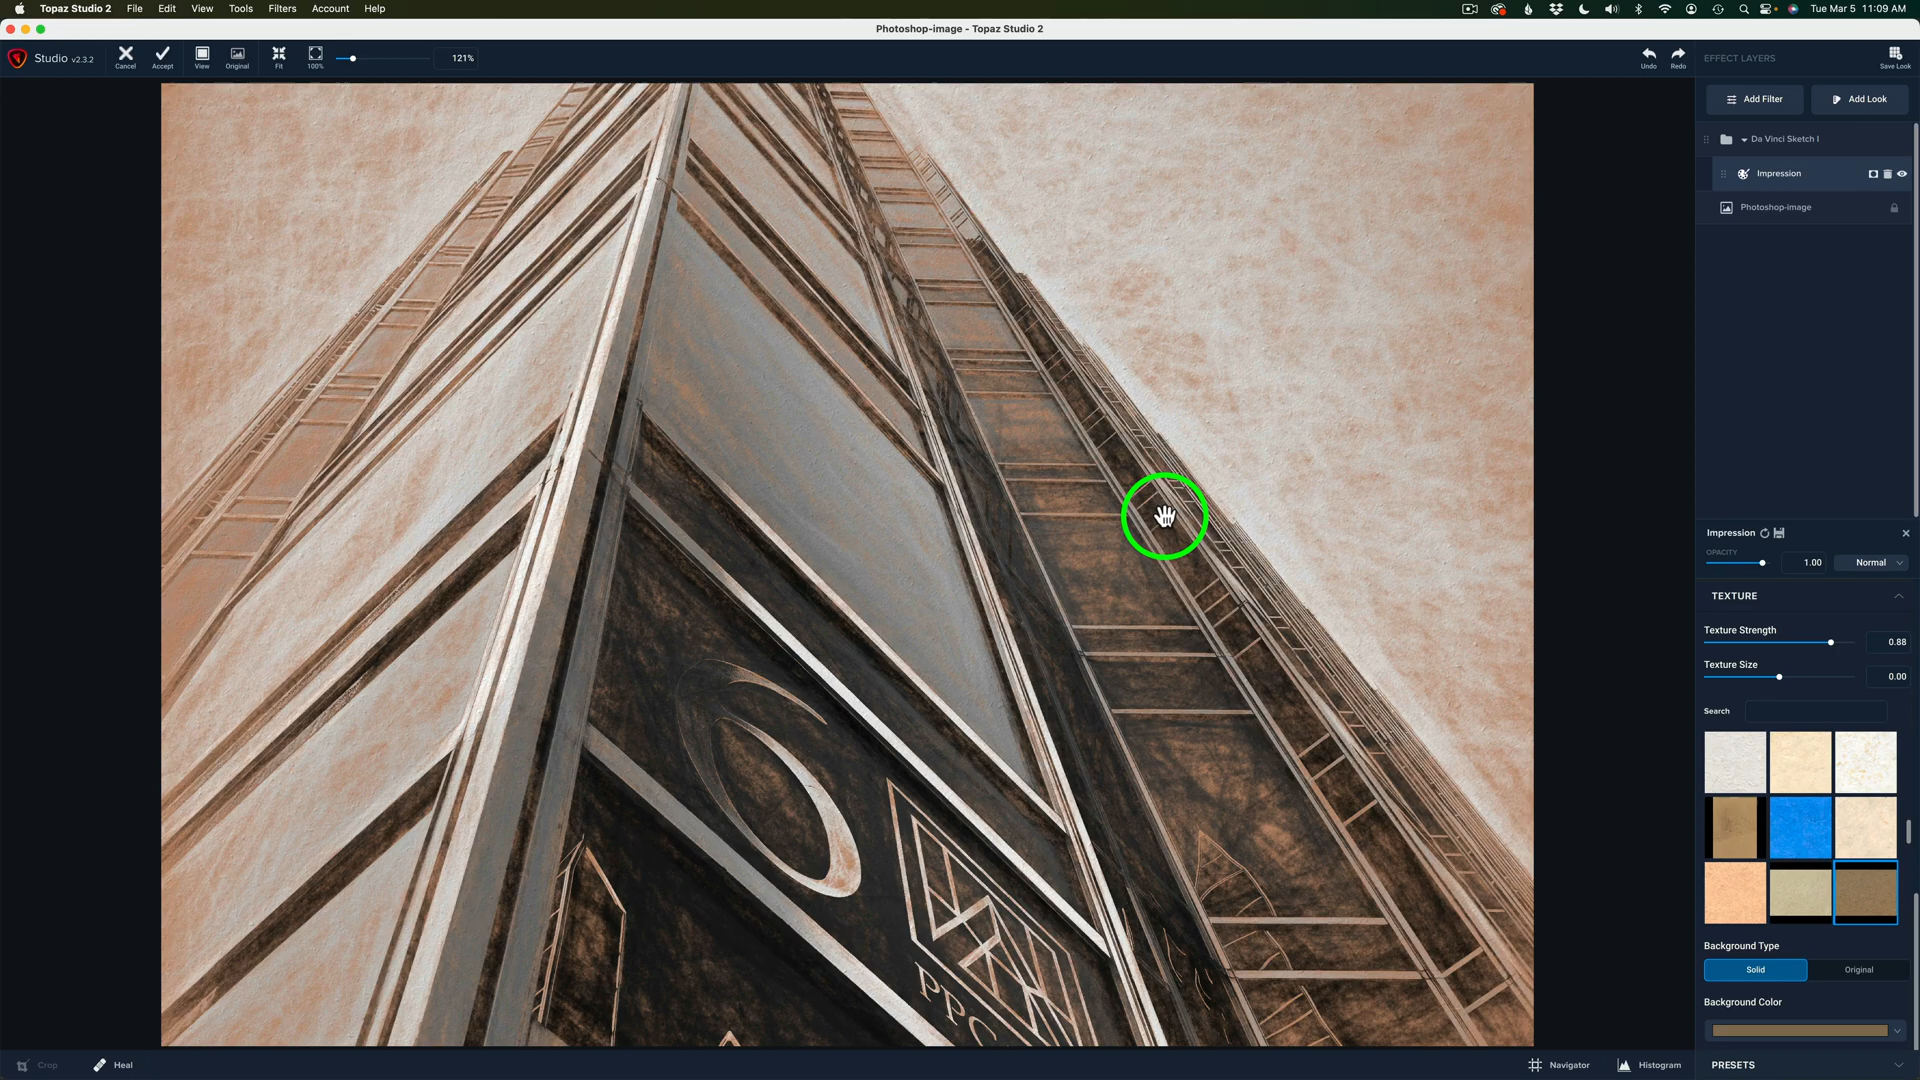 Topaz Studio 2 File Edit View Tools Filters Account Help
Tue Mar 5 11:09 AM
Photoshop-image - Topaz Studio 2
Studio v2.3.2
Cancel Accept View Original Fit 100% 121%
Undo Redo
EFFECT LAYERS
Save Look
Add Filter Add Look
Da Vinci Sketch I
Impression
Photoshop-image
Impression
OPACITY
1.00 Normal
TEXTURE
Texture Strength
0.88
Texture Size
0.00
Search
Background Type
Solid Original
Background Color
PRESETS
6
PPG
Crop Heal
Navigator Histogram